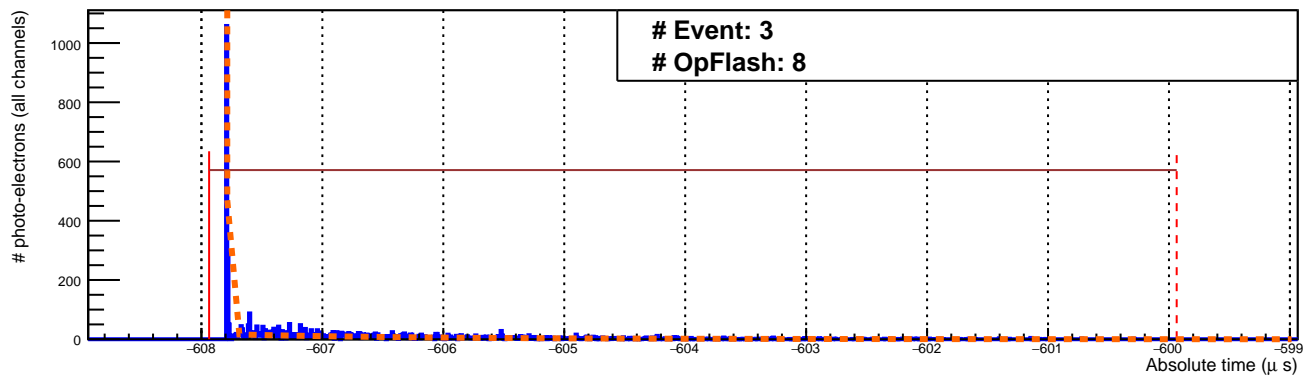 # Event: 3
# OpFlash: 8
# photo-electrons (all channels)
1000
800
600
400
200
0
−608 −607 −606 −605 −604 −603 −602 −601 −600 −599
Absolute time (μ s)